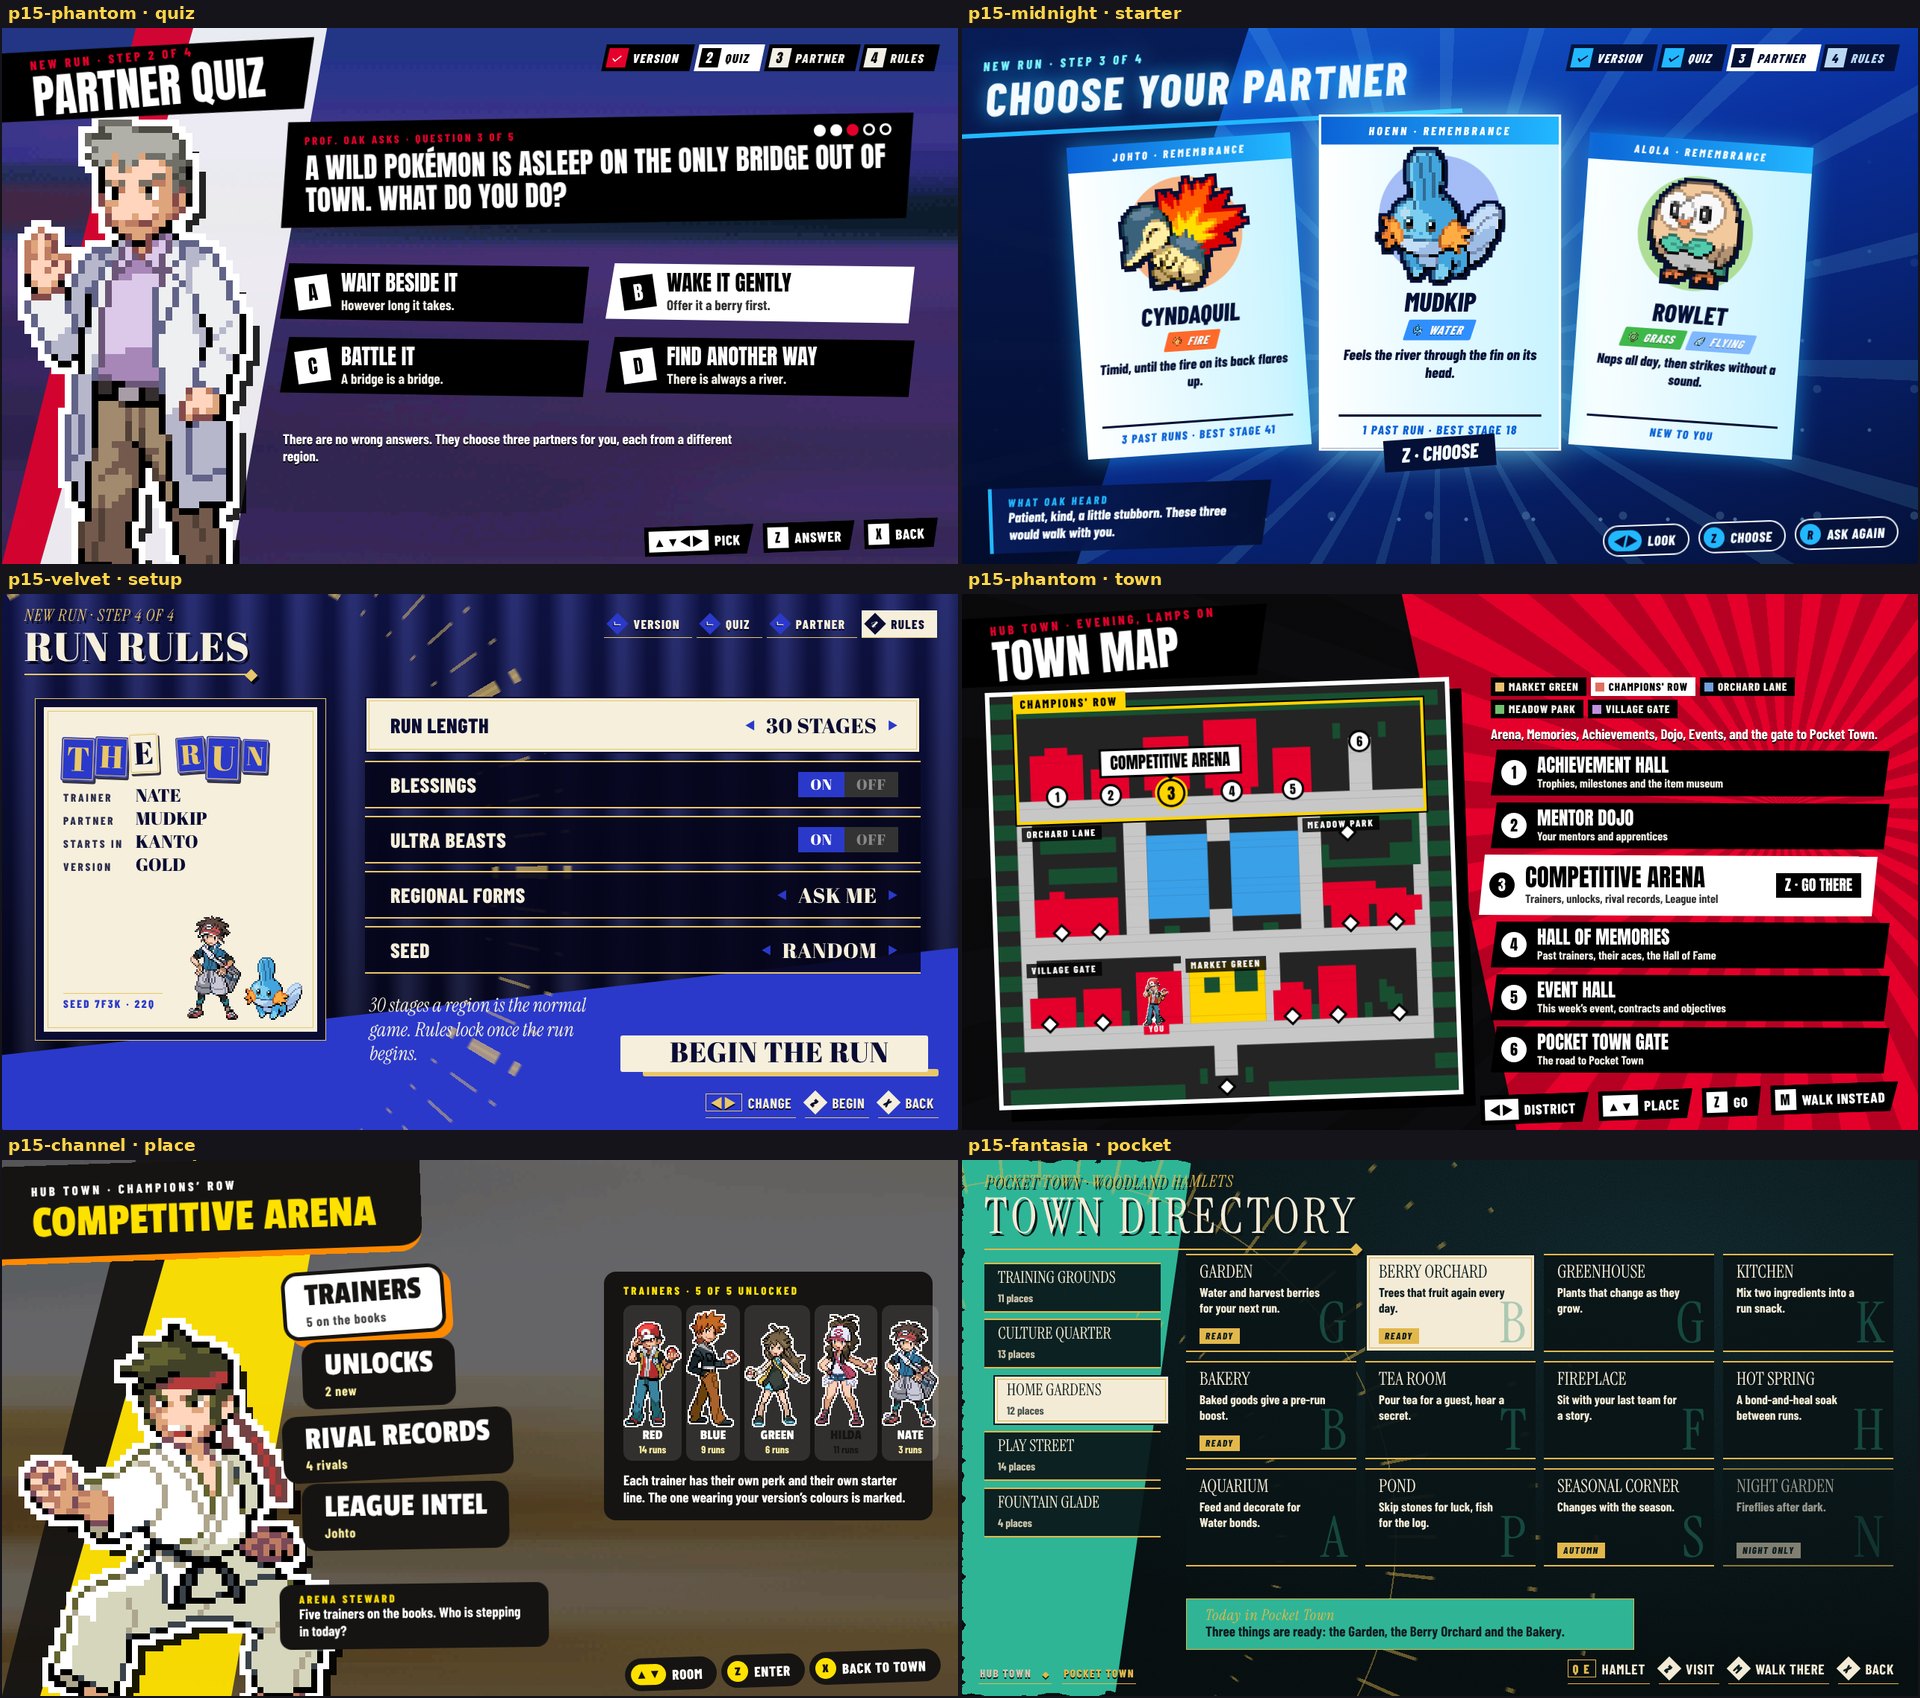 p15-phantom · quiz
NEW RUN · STEP 2 OF 4
PARTNER QUIZ
VERSION
2 QUIZ
3 PARTNER
4 RULES
PROF. OAK ASKS · QUESTION 3 OF 5
A WILD POKÉMON IS ASLEEP ON THE ONLY BRIDGE OUT OF
TOWN. WHAT DO YOU DO?
A WAIT BESIDE IT
However long it takes.
B WAKE IT GENTLY
Offer it a berry first.
C BATTLE IT
A bridge is a bridge.
D FIND ANOTHER WAY
There is always a river.
There are no wrong answers. They choose three partners for you, each from a different
region.
PICK
Z ANSWER
X BACK
p15-midnight · starter
NEW RUN · STEP 3 OF 4
CHOOSE YOUR PARTNER
VERSION
QUIZ
3 PARTNER
4 RULES
JOHTO · REMEMBRANCE
CYNDAQUIL
FIRE
Timid, until the fire on its back flares
up.
3 PAST RUNS · BEST STAGE 41
HOENN · REMEMBRANCE
MUDKIP
WATER
Feels the river through the fin on its
head.
1 PAST RUN · BEST STAGE 18
Z · CHOOSE
ALOLA · REMEMBRANCE
ROWLET
GRASS
FLYING
Naps all day, then strikes without a
sound.
NEW TO YOU
WHAT OAK HEARD
Patient, kind, a little stubborn. These three
would walk with you.
LOOK
Z CHOOSE
R ASK AGAIN
p15-velvet · setup
NEW RUN · STEP 4 OF 4
RUN RULES
VERSION
QUIZ
PARTNER
RULES
THE RUN
TRAINER NATE
PARTNER MUDKIP
STARTS IN KANTO
VERSION GOLD
SEED 7F3K · 22Q
RUN LENGTH 30 STAGES
BLESSINGS ON OFF
ULTRA BEASTS ON OFF
REGIONAL FORMS ASK ME
SEED RANDOM
30 stages a region is the normal
game. Rules lock once the run
begins.
BEGIN THE RUN
CHANGE
BEGIN
BACK
p15-phantom · town
HUB TOWN · EVENING, LAMPS ON
TOWN MAP
CHAMPIONS' ROW
COMPETITIVE ARENA
1
2
3
4
5
6
ORCHARD LANE
MEADOW PARK
VILLAGE GATE
MARKET GREEN
YOU
MARKET GREEN
CHAMPIONS' ROW
ORCHARD LANE
MEADOW PARK
VILLAGE GATE
Arena, Memories, Achievements, Dojo, Events, and the gate to Pocket Town.
1 ACHIEVEMENT HALL
Trophies, milestones and the item museum
2 MENTOR DOJO
Your mentors and apprentices
3 COMPETITIVE ARENA
Trainers, unlocks, rival records, League intel
Z · GO THERE
4 HALL OF MEMORIES
Past trainers, their aces, the Hall of Fame
5 EVENT HALL
This week's event, contracts and objectives
6 POCKET TOWN GATE
The road to Pocket Town
DISTRICT
PLACE
Z GO
M WALK INSTEAD
p15-channel · place
HUB TOWN · CHAMPIONS' ROW
COMPETITIVE ARENA
TRAINERS
5 on the books
UNLOCKS
2 new
RIVAL RECORDS
4 rivals
LEAGUE INTEL
Johto
ARENA STEWARD
Five trainers on the books. Who is stepping
in today?
TRAINERS · 5 OF 5 UNLOCKED
RED
14 runs
BLUE
9 runs
GREEN
6 runs
HILDA
11 runs
NATE
3 runs
Each trainer has their own perk and their own starter
line. The one wearing your version's colours is marked.
ROOM
Z ENTER
X BACK TO TOWN
p15-fantasia · pocket
POCKET TOWN · WOODLAND HAMLETS
TOWN DIRECTORY
TRAINING GROUNDS
11 places
CULTURE QUARTER
13 places
HOME GARDENS
12 places
PLAY STREET
14 places
FOUNTAIN GLADE
4 places
GARDEN
Water and harvest berries
for your next run.
READY
G
BERRY ORCHARD
Trees that fruit again every
day.
READY
B
GREENHOUSE
Plants that change as they
grow.
G
KITCHEN
Mix two ingredients into a
run snack.
K
BAKERY
Baked goods give a pre-run
boost.
READY
B
TEA ROOM
Pour tea for a guest, hear a
secret.
T
FIREPLACE
Sit with your last team for
a story.
F
HOT SPRING
A bond-and-heal soak
between runs.
H
AQUARIUM
Feed and decorate for
Water bonds.
A
POND
Skip stones for luck, fish
for the log.
P
SEASONAL CORNER
Changes with the season.
AUTUMN
S
NIGHT GARDEN
Fireflies after dark.
NIGHT ONLY
N
Today in Pocket Town
Three things are ready: the Garden, the Berry Orchard and the Bakery.
HUB TOWN
POCKET TOWN
Q E HAMLET
VISIT
WALK THERE
BACK